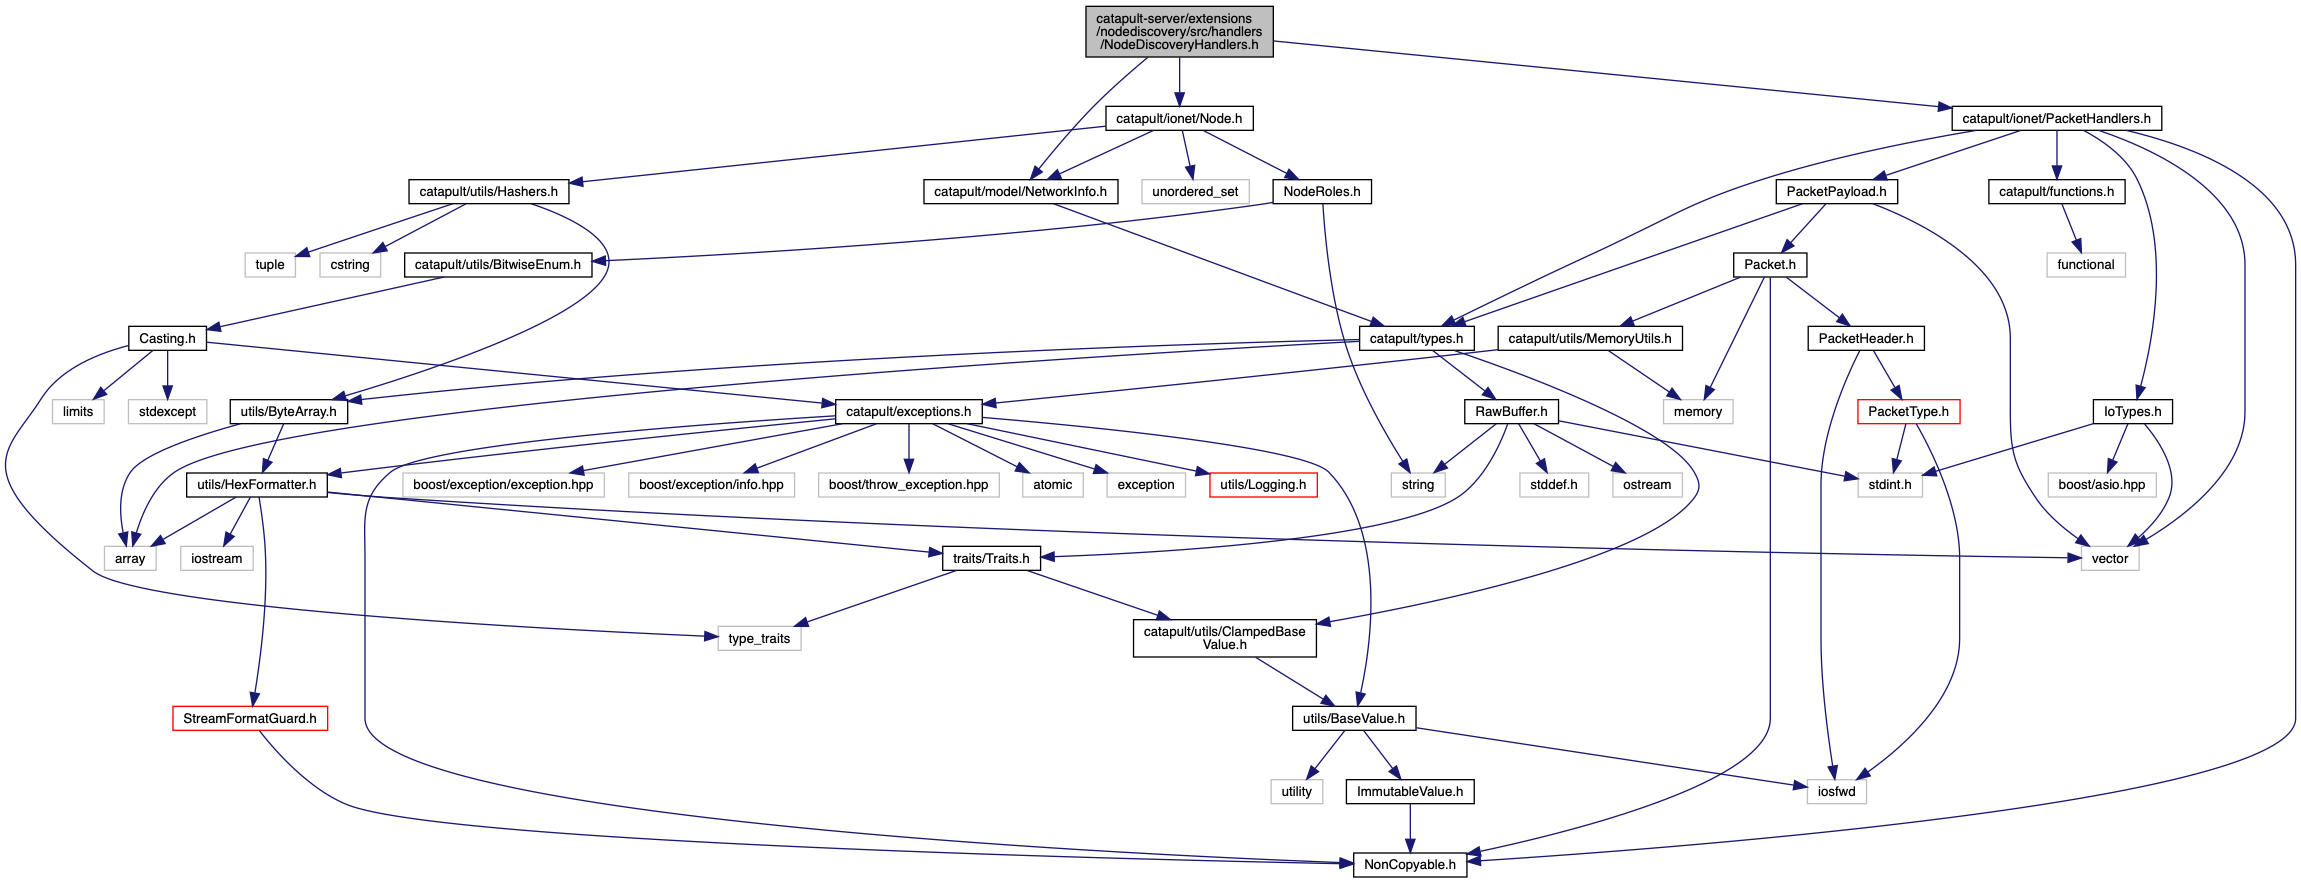 catapult-server/extensions
/nodediscovery/src/handlers
/NodeDiscoveryHandlers.h
catapult/ionet/Node.h
catapult/ionet/PacketHandlers.h
catapult/utils/Hashers.h
catapult/model/NetworkInfo.h
unordered_set
NodeRoles.h
PacketPayload.h
catapult/functions.h
tuple
cstring
catapult/utils/BitwiseEnum.h
Packet.h
functional
Casting.h
catapult/types.h
catapult/utils/MemoryUtils.h
PacketHeader.h
limits
stdexcept
utils/ByteArray.h
catapult/exceptions.h
RawBuffer.h
memory
PacketType.h
IoTypes.h
utils/HexFormatter.h
boost/exception/exception.hpp
boost/exception/info.hpp
boost/throw_exception.hpp
atomic
exception
utils/Logging.h
string
stddef.h
ostream
stdint.h
boost/asio.hpp
array
iostream
traits/Traits.h
vector
type_traits
catapult/utils/ClampedBase
Value.h
StreamFormatGuard.h
utils/BaseValue.h
utility
ImmutableValue.h
iosfwd
NonCopyable.h